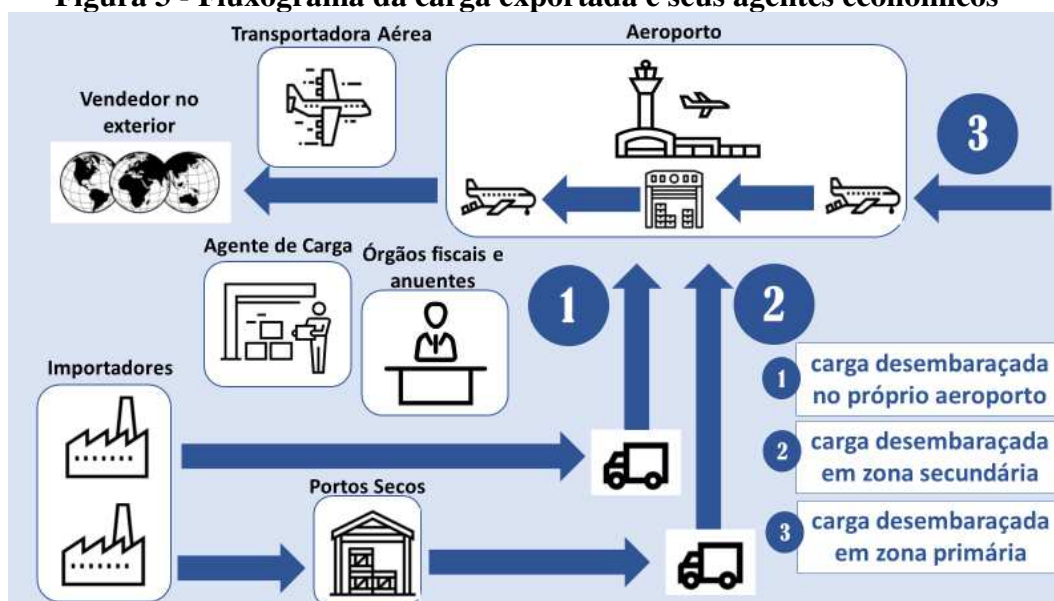 Figura 5 - Fluxograma da carga exportada e seus agentes econômicos
Transportadora Aérea
Aeroporto
Vendedor no
exterior
3
Agente de Carga
Órgãos fiscais e
anuentes
1
2
Importadores
1
carga desembaraçada
no próprio aeroporto
2
carga desembaraçada
em zona secundária
Portos Secos
3
carga desembaraçada
em zona primária